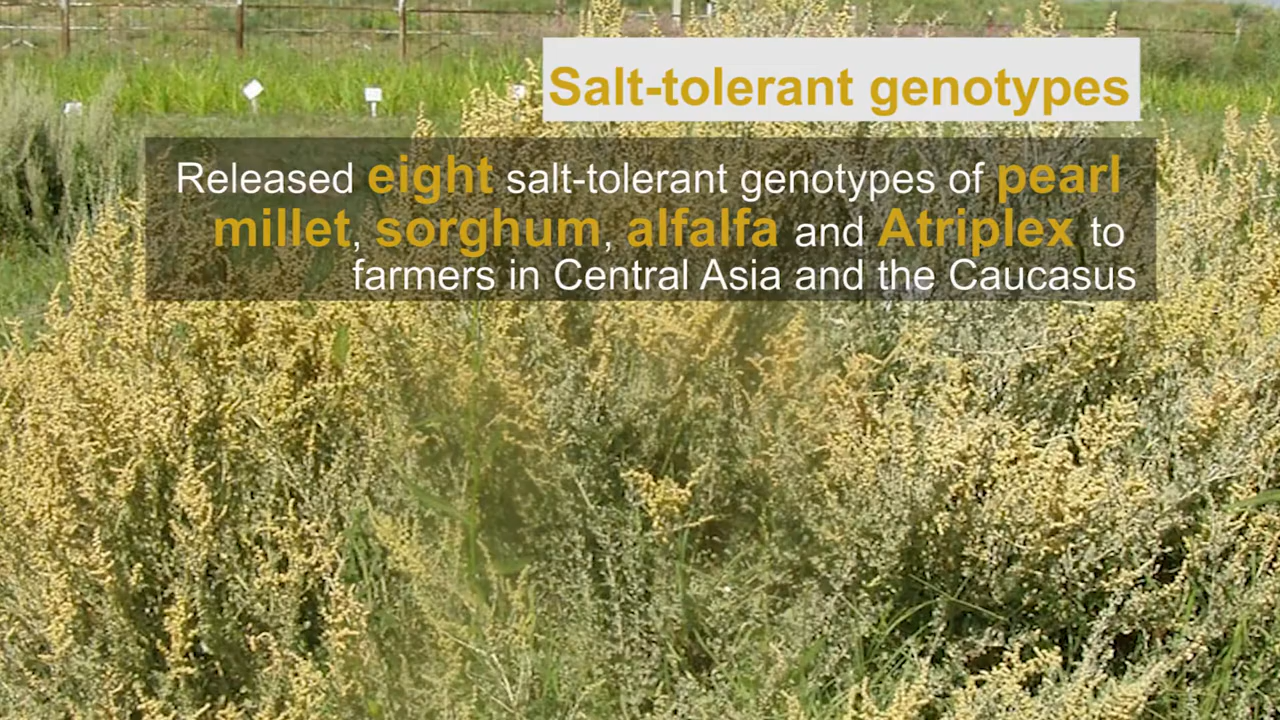 Salt-tolerant genotypes
Released eight salt-tolerant genotypes of pearl
millet, sorghum, alfalfa and Atriplex to
farmers in Central Asia and the Caucasus